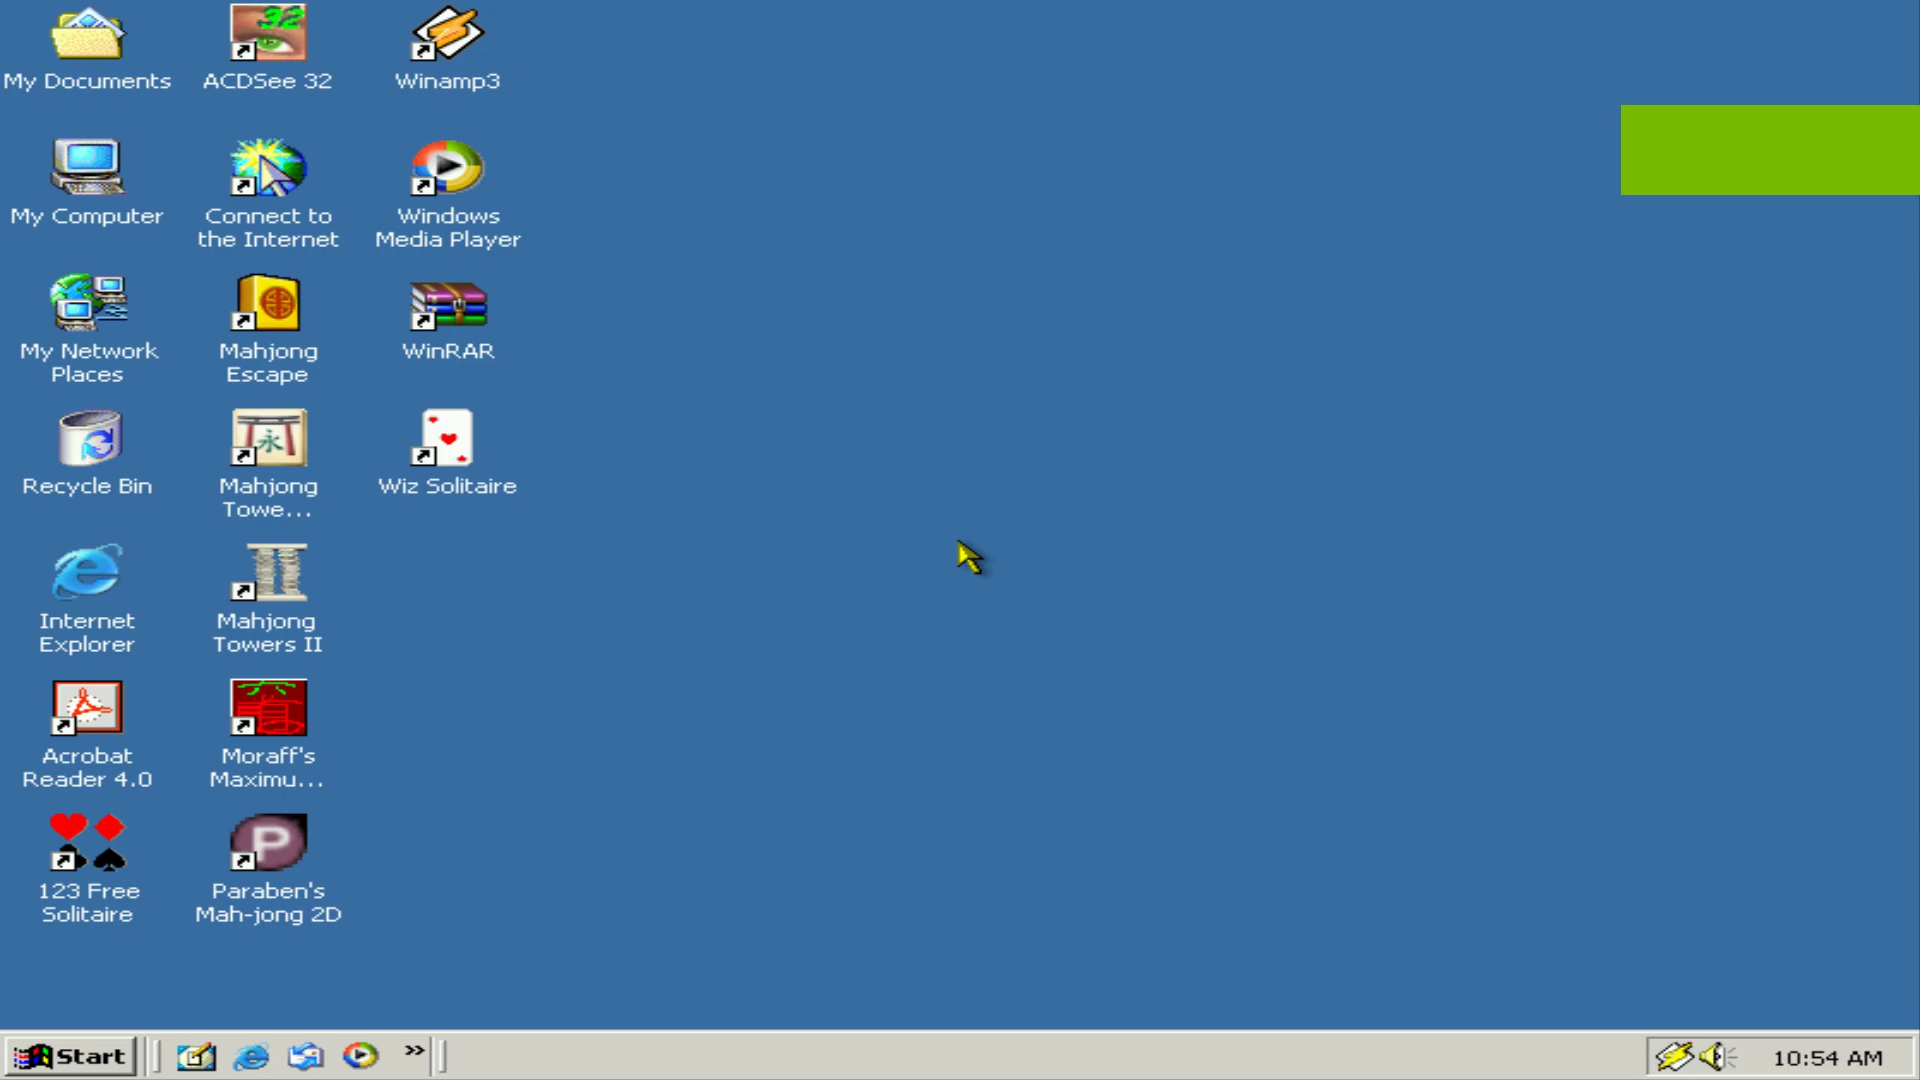 My Documents
ACDSee 32
Winamp3
My Computer
Connect to
the Internet
Windows
Media Player
My Network
Places
Mahjong
Escape
WinRAR
Recycle Bin
Mahjong
Towe...
Wiz Solitaire
Internet
Explorer
Mahjong
Towers II
Acrobat
Reader 4.0
Moraff's
Maximu...
123 Free
Solitaire
Paraben's
Mah-jong 2D
Start
10:54 AM